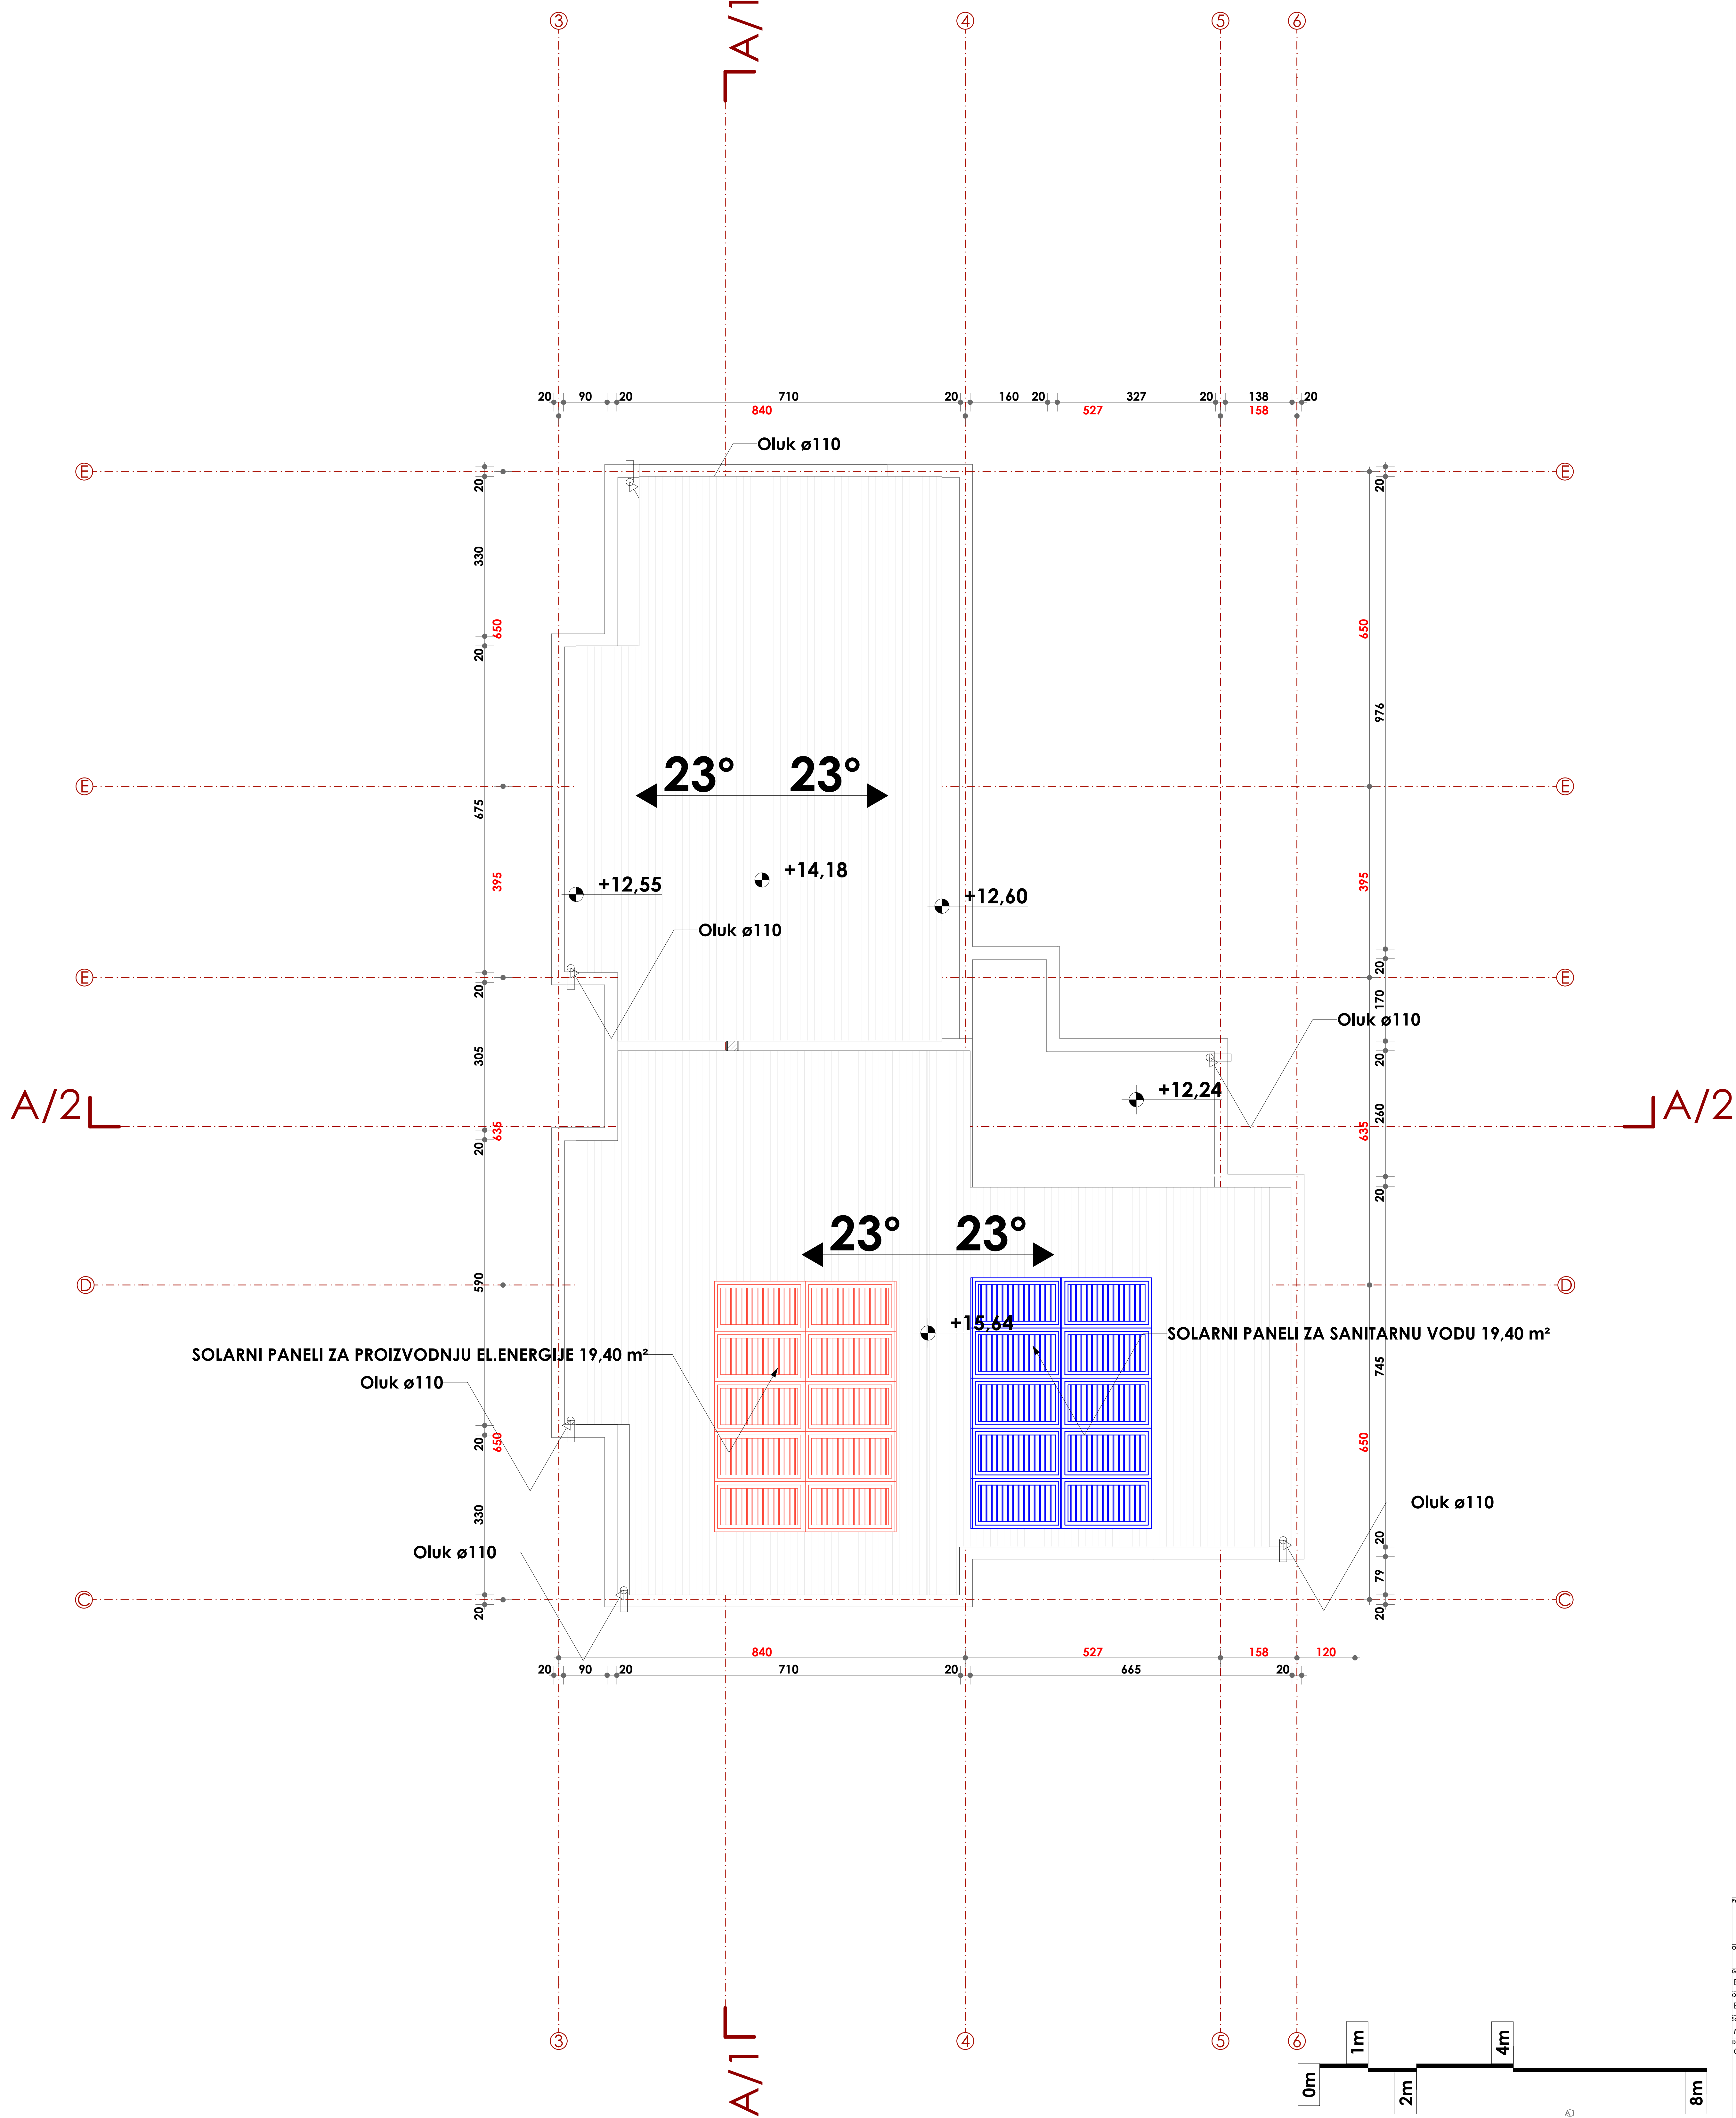 A/1
3 4 5 6
20 90 20 710 20 160 20 327 20 138 20
840 527 158
Oluk ø110
E E
20 20
330
650 650
20
976
23° 23°
E E
675
+14,18
+12,55
395 395
+12,60
Oluk ø110
20
E E
20
170
Oluk ø110
305
20
+12,24
A/2 A/2
260
635 635
20
20
23° 23°
590
D D
+15,64
SOLARNI PANELI ZA SANITARNU VODU 19,40 m²
SOLARNI PANELI ZA PROIZVODNJU EL.ENERGIJE 19,40 m²
745
Oluk ø110
20
650 650
330
Oluk ø110
20
Oluk ø110
79
C C
20 20
840 527 158 120
20 90 20 710 20 665 20
3 4 5 6
A/1
0m 1m 2m 4m 8m